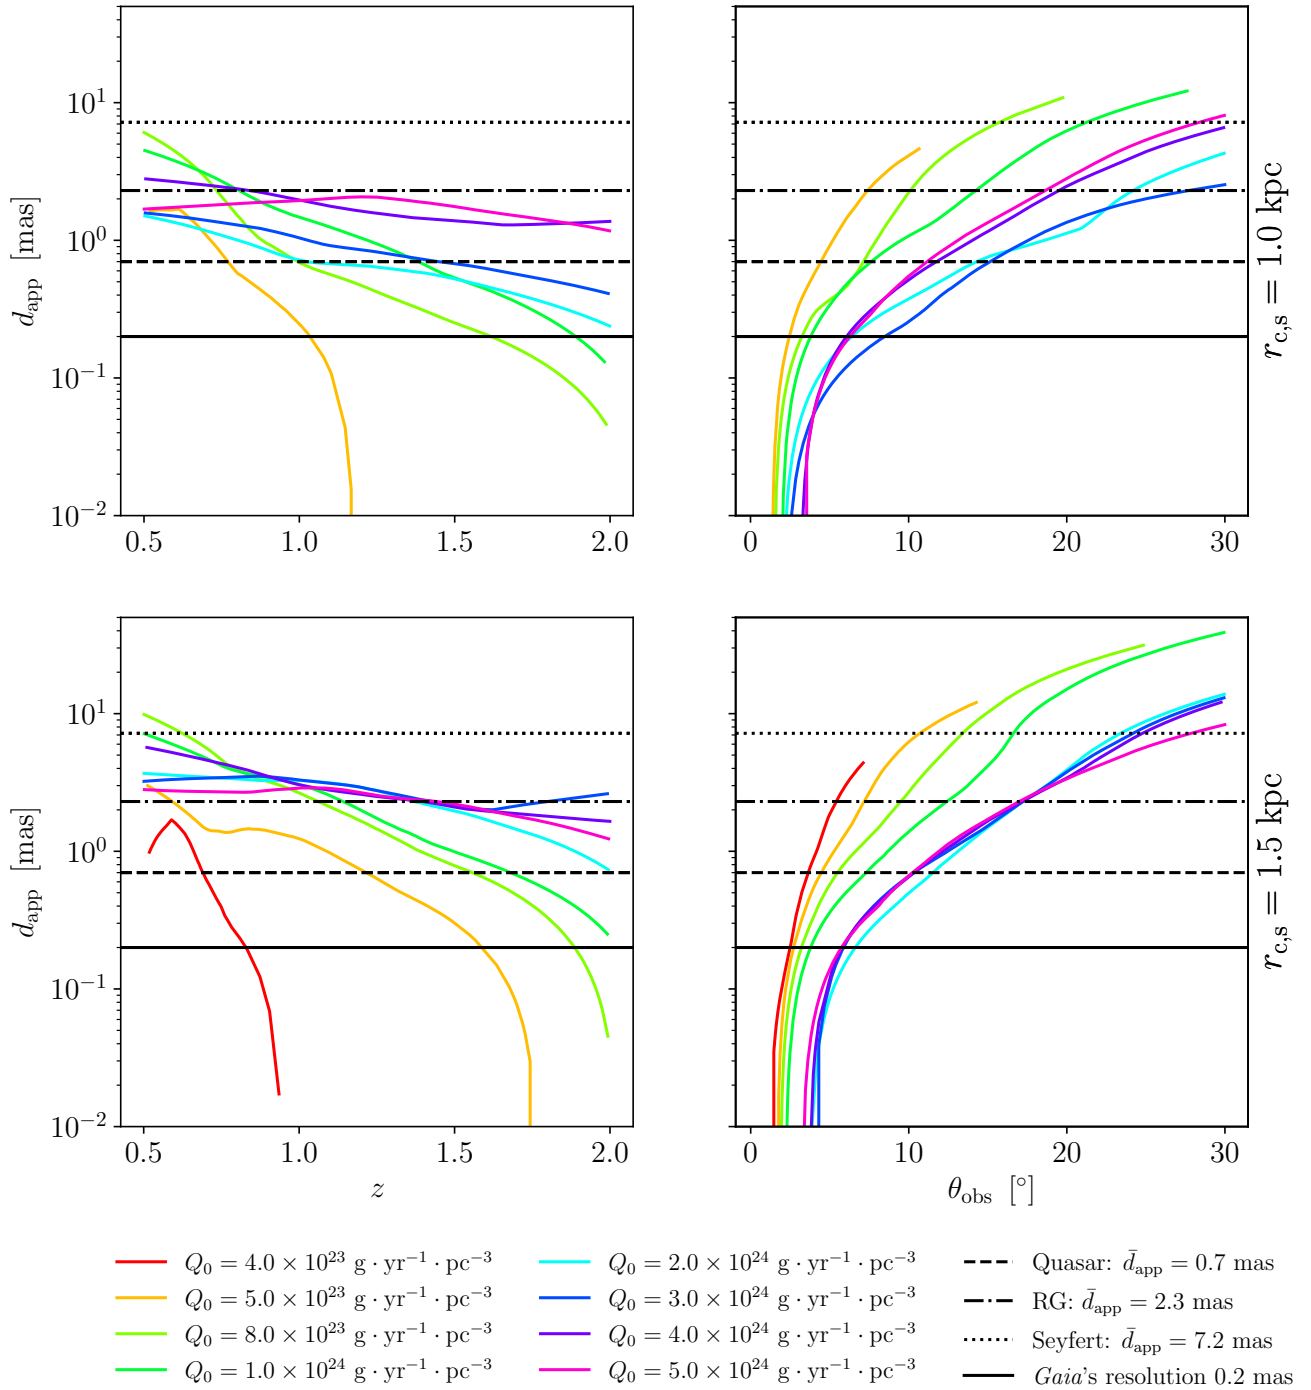 10¹
10⁰
10⁻¹
10⁻²
d_app [mas]
0.5 1.0 1.5 2.0
0 10 20 30
r_c,s = 1.0 kpc
10¹
10⁰
10⁻¹
10⁻²
d_app [mas]
0.5 1.0 1.5 2.0
z
0 10 20 30
θ_obs [°]
r_c,s = 1.5 kpc
Q₀ = 4.0 × 10²³ g · yr⁻¹ · pc⁻³
Q₀ = 5.0 × 10²³ g · yr⁻¹ · pc⁻³
Q₀ = 8.0 × 10²³ g · yr⁻¹ · pc⁻³
Q₀ = 1.0 × 10²⁴ g · yr⁻¹ · pc⁻³
Q₀ = 2.0 × 10²⁴ g · yr⁻¹ · pc⁻³
Q₀ = 3.0 × 10²⁴ g · yr⁻¹ · pc⁻³
Q₀ = 4.0 × 10²⁴ g · yr⁻¹ · pc⁻³
Q₀ = 5.0 × 10²⁴ g · yr⁻¹ · pc⁻³
Quasar: d̄_app = 0.7 mas
RG: d̄_app = 2.3 mas
Seyfert: d̄_app = 7.2 mas
Gaia's resolution 0.2 mas